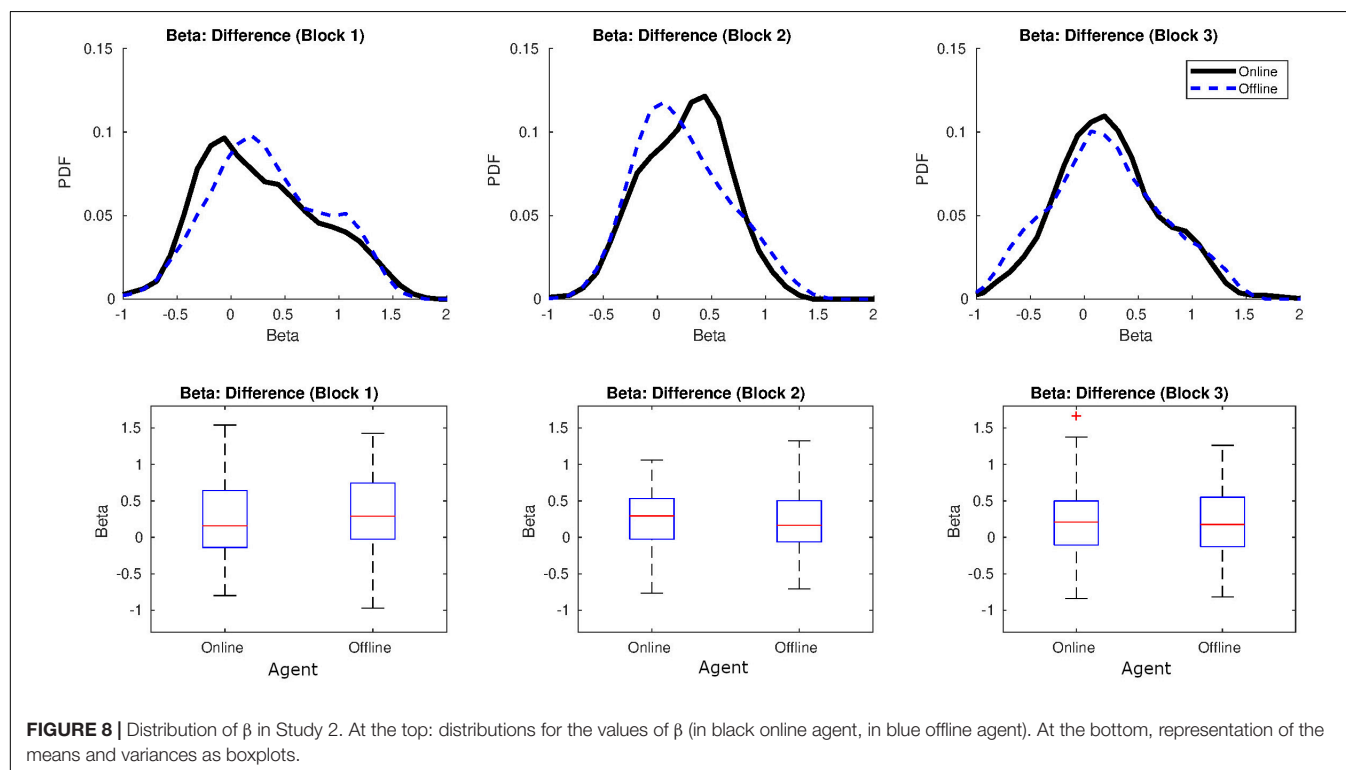 Beta: Difference (Block 1)
0.15
0.1
0.05
0
PDF
-1 -0.5 0 0.5 1 1.5 2
Beta
Beta: Difference (Block 2)
0.15
0.1
0.05
0
PDF
-1 -0.5 0 0.5 1 1.5 2
Beta
Beta: Difference (Block 3)
0.15
0.1
0.05
0
PDF
-1 -0.5 0 0.5 1 1.5 2
Beta
Online
Offline
Beta: Difference (Block 1)
1.5
1
0.5
0
-0.5
-1
Beta
Online Offline
Agent
Beta: Difference (Block 2)
1.5
1
0.5
0
-0.5
-1
Beta
Online Offline
Agent
Beta: Difference (Block 3)
1.5
1
0.5
0
-0.5
-1
Beta
Online Offline
Agent
FIGURE 8 | Distribution of β in Study 2. At the top: distributions for the values of β (in black online agent, in blue offline agent). At the bottom, representation of the
means and variances as boxplots.